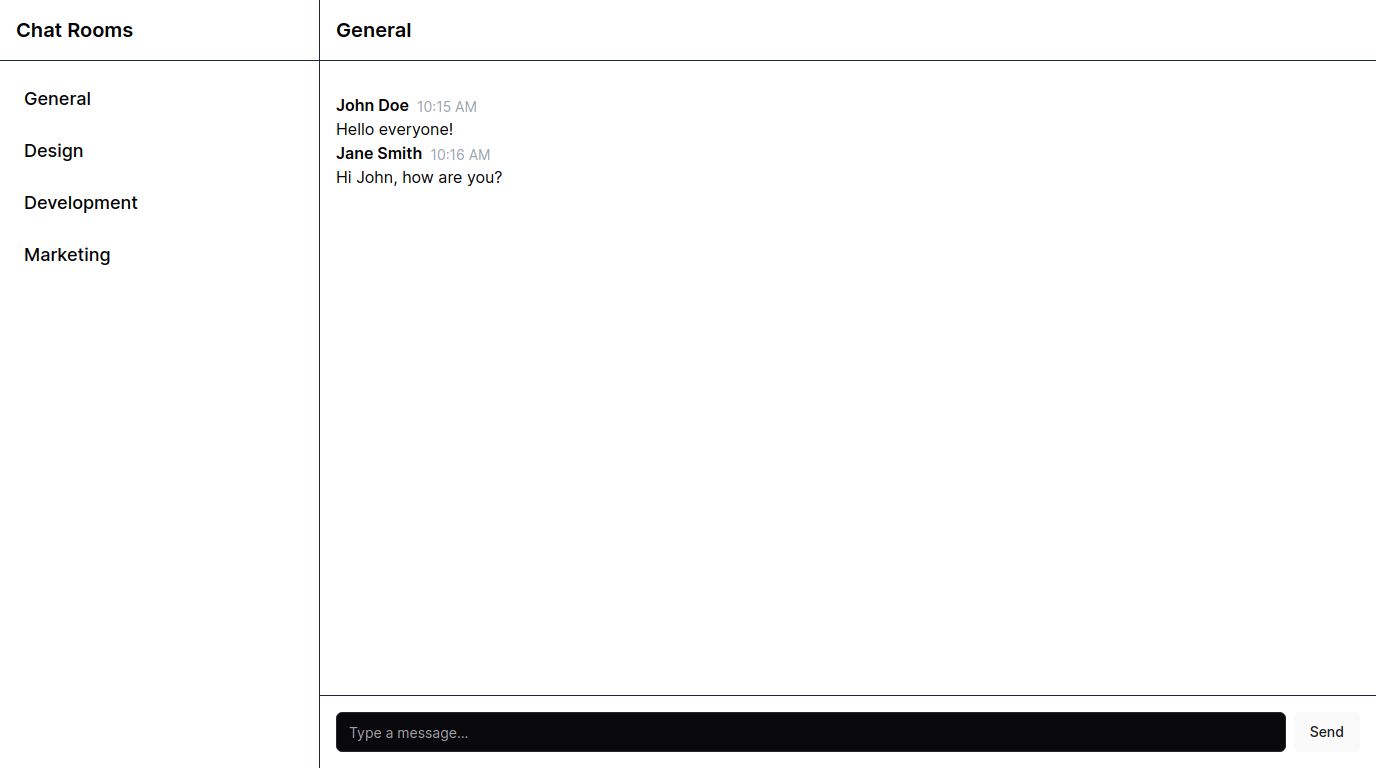 Chat Rooms
General
Design
Development
Marketing
General
John Doe 10:15 AM
Hello everyone!
Jane Smith 10:16 AM
Hi John, how are you?
Type a message...
Send